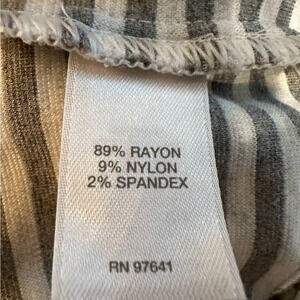 89% RAYON
9% NYLON
2% SPANDEX
RN 97641